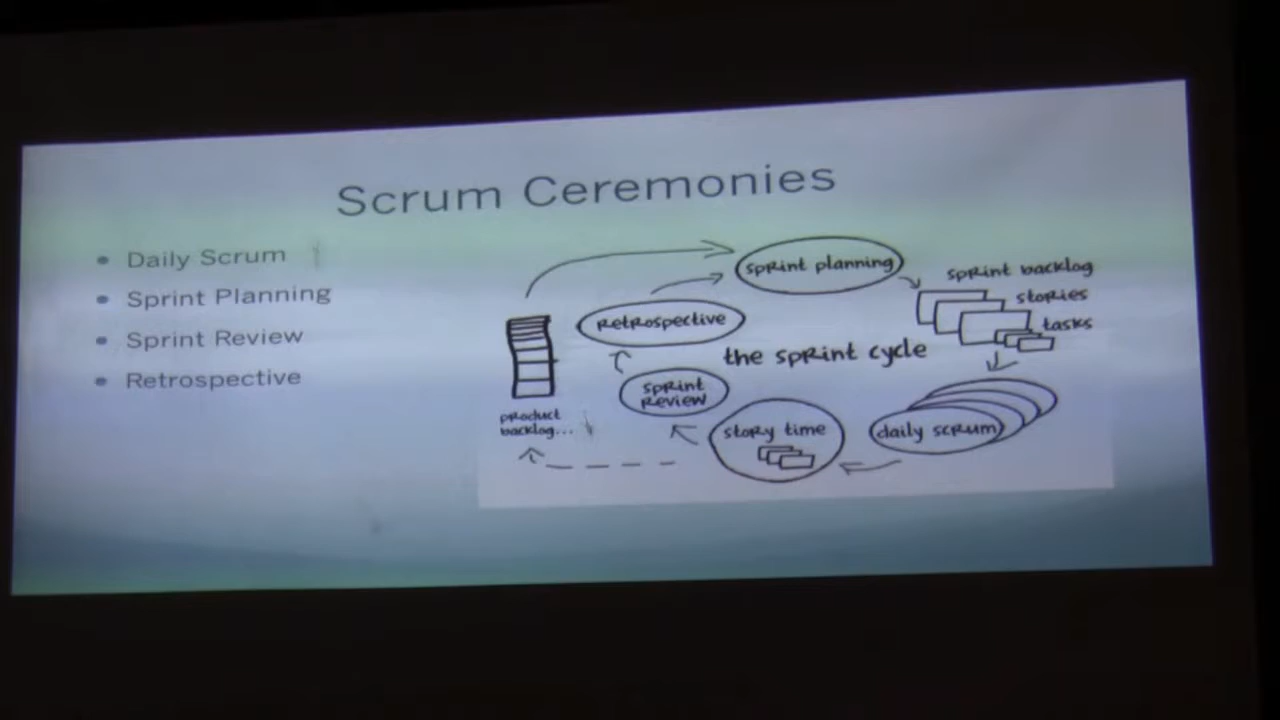 Scrum Ceremonies
• Daily Scrum
• Sprint Planning
• Sprint Review
• Retrospective
sprint planning
sprint backlog
stories
tasks
retrospective
the sprint cycle
sprint
review
product
backlog...
story time
daily scrum